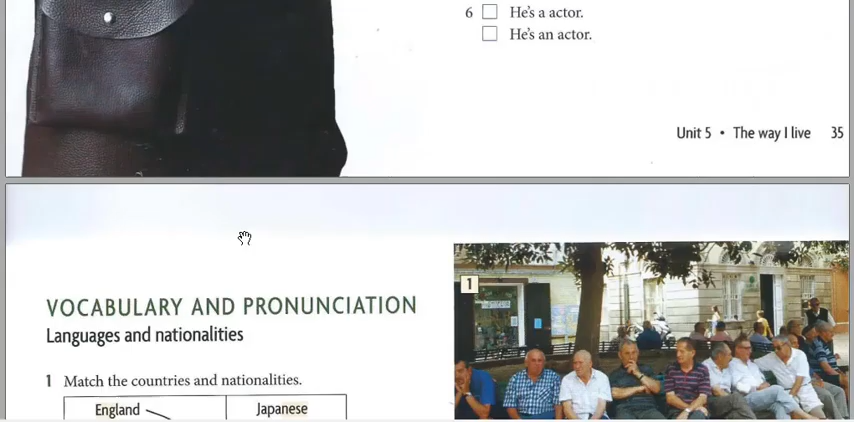 6 He's a actor.
He's an actor.
Unit 5 • The way I live 35
1
VOCABULARY AND PRONUNCIATION
Languages and nationalities
1 Match the countries and nationalities.
England Japanese